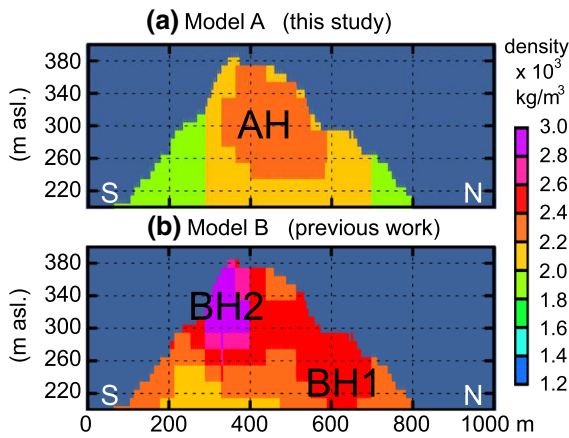 (a) Model A (this study)
density
x 10³
kg/m³
(m asl.)
380
340
300
260
220
AH
S
N
(b) Model B (previous work)
(m asl.)
380
340
300
260
220
BH2
BH1
S
N
0 200 400 600 800 1000 m
3.0
2.8
2.6
2.4
2.2
2.0
1.8
1.6
1.4
1.2